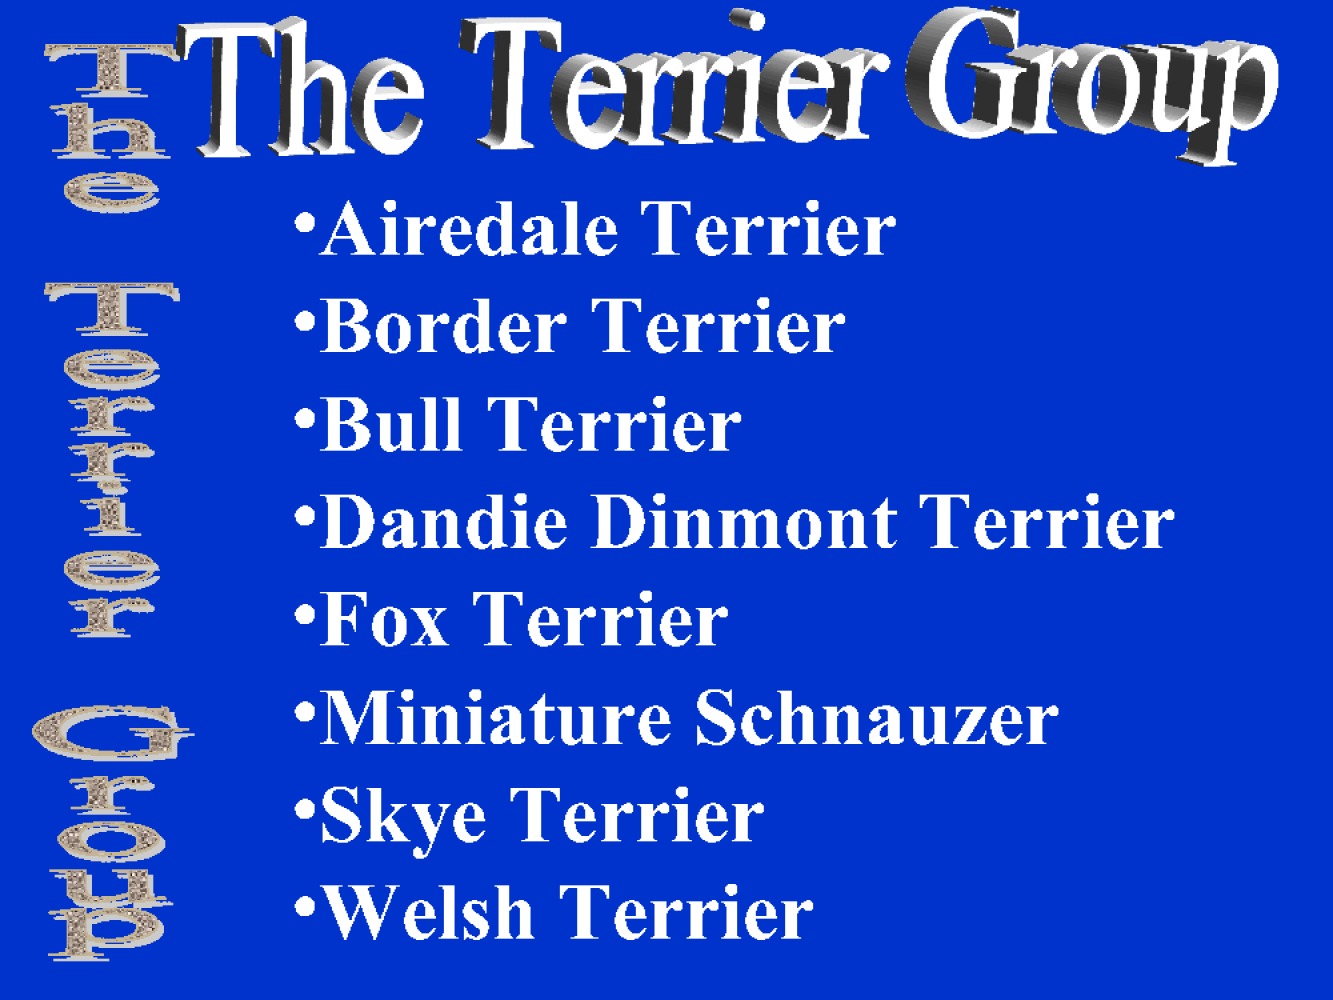 The Terrier Group
The Terrier Group
•Airedale Terrier
•Border Terrier
•Bull Terrier
•Dandie Dinmont Terrier
•Fox Terrier
•Miniature Schnauzer
•Skye Terrier
•Welsh Terrier